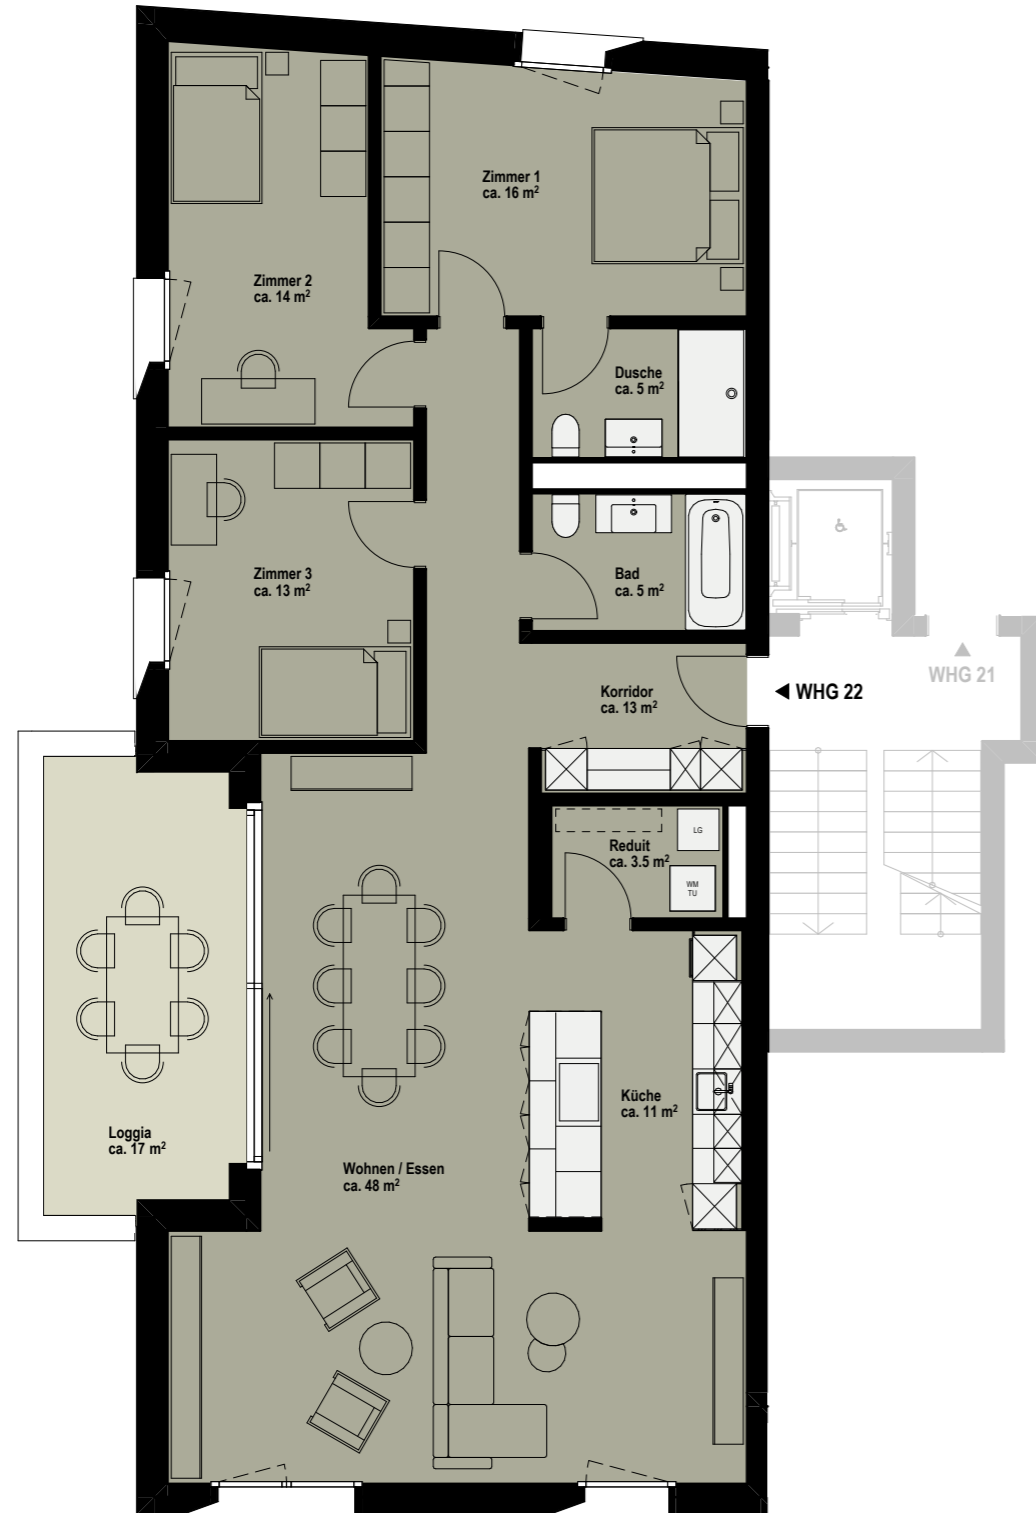 Zimmer 1
ca. 16 m²
Zimmer 2
ca. 14 m²
Dusche
ca. 5 m²
Zimmer 3
ca. 13 m²
Bad
ca. 5 m²
Korridor
ca. 13 m²
WHG 22
WHG 21
Reduit
ca. 3.5 m²
LG
WM
TU
Küche
ca. 11 m²
Loggia
ca. 17 m²
Wohnen / Essen
ca. 48 m²